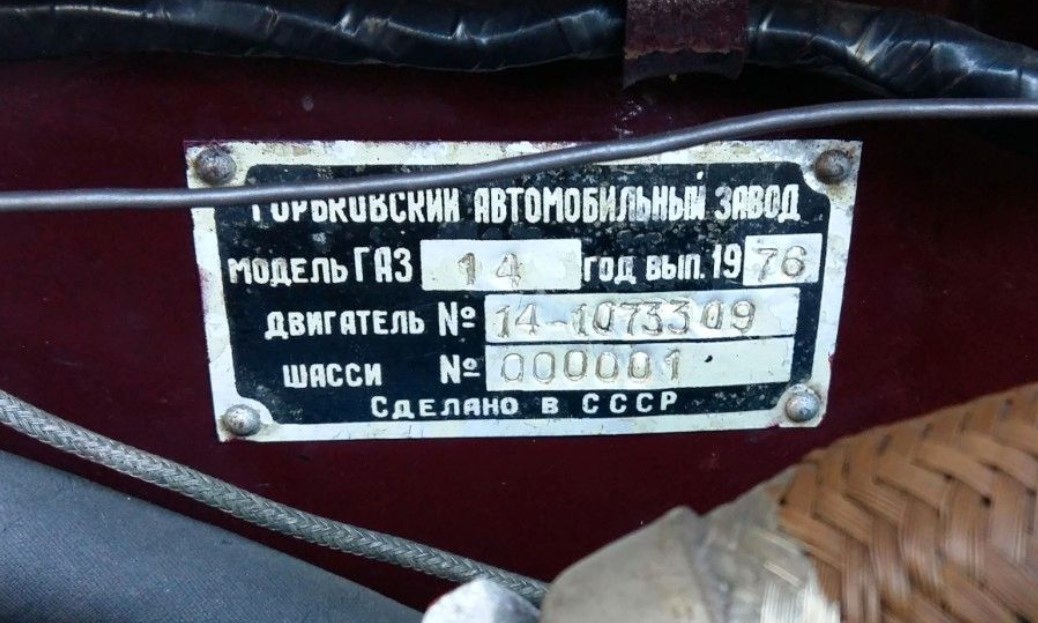 ГОРЬКОВСКИЙ АВТОМОБИЛЬНЫЙ ЗАВОД
МОДЕЛЬ ГАЗ 14 ГОД ВЫП. 1976
ДВИГАТЕЛЬ № 14-1073309
ШАССИ № 000001
СДЕЛАНО В СССР